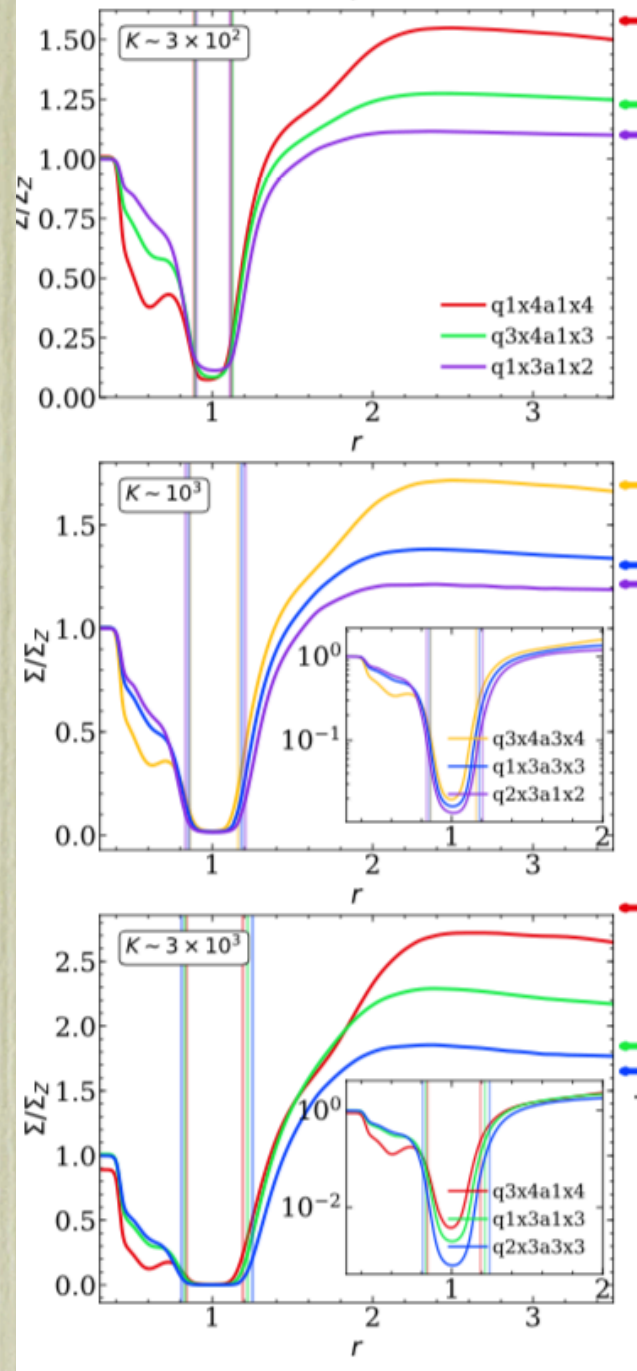 1.50
K ~ 3 × 10²
1.25
1.00
Σ/Σ_Z
0.75
0.50
q1x4a1x4
q3x4a1x3
0.25
q1x3a1x2
0.00
1 2 3
r
K ~ 10³
1.5
Σ/Σ_Z
1.0
10⁰
0.5
10⁻¹
q3x4a3x4
q1x3a3x3
q2x3a1x2
0.0
1 2
1 2 3
r
K ~ 3 × 10³
2.5
2.0
Σ/Σ_Z
1.5
10⁰
1.0
10⁻²
q3x4a1x4
0.5
q1x3a1x3
q2x3a3x3
0.0
1 2
1 2 3
r